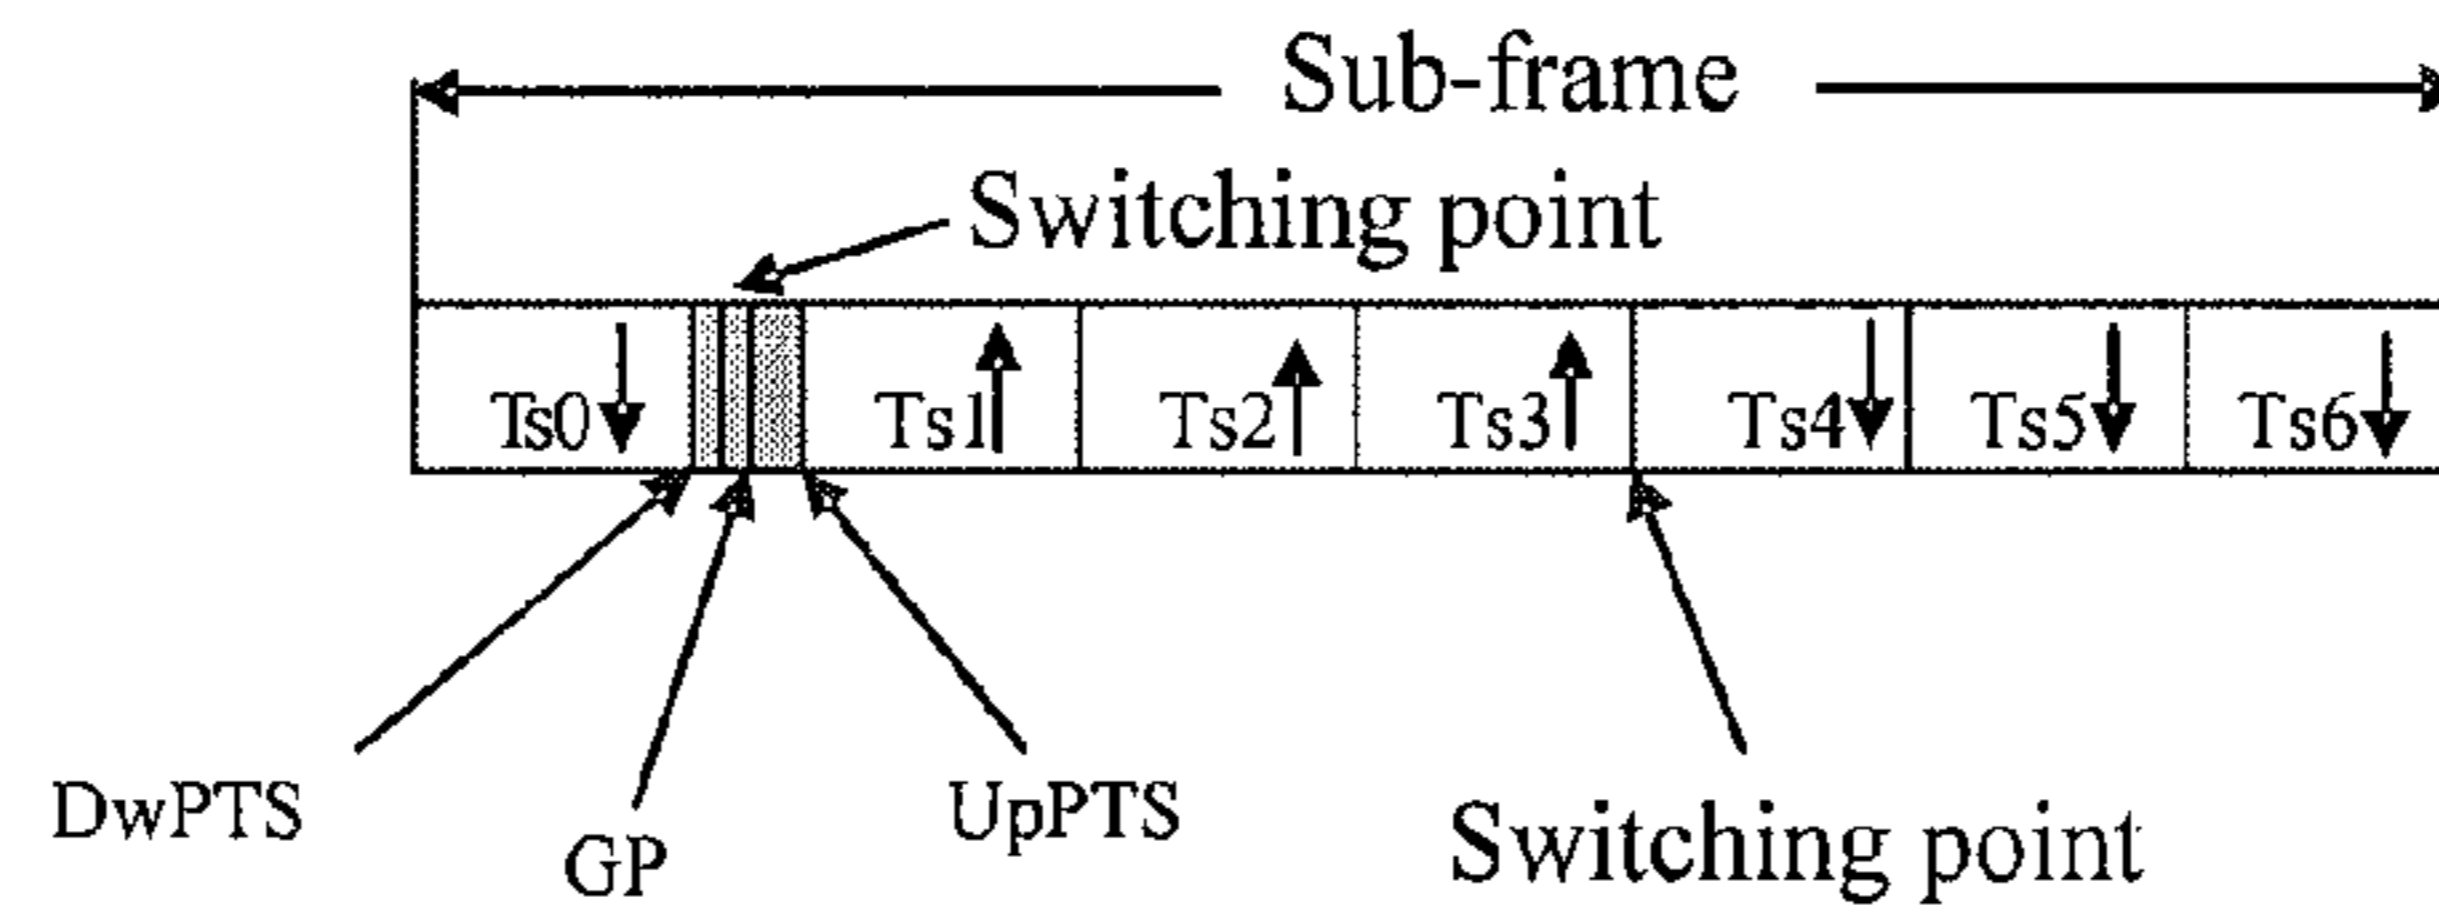 Sub-frame
Switching point
Ts0 Ts1 Ts2 Ts3 Ts4 Ts5 Ts6
DwPTS
GP
UpPTS
Switching point